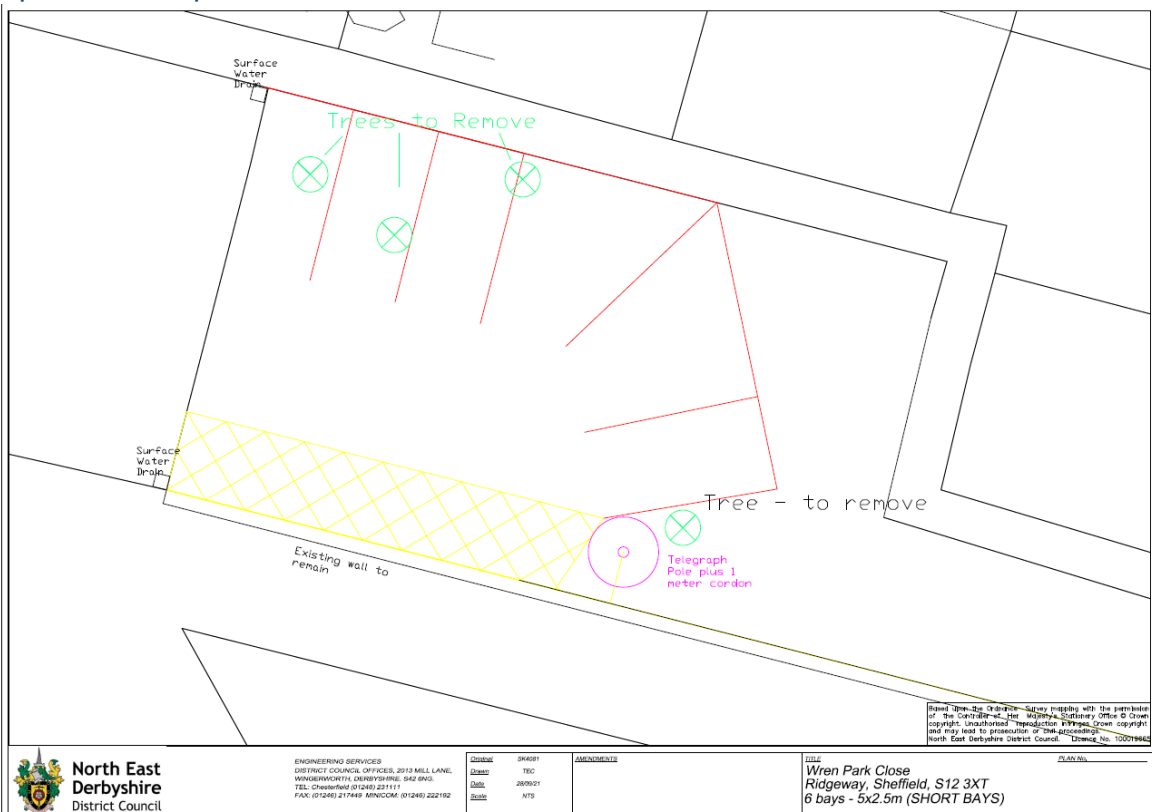 Surface
Water
Drain
Trees to Remove
Surface
Water
Drain
Existing wall to
remain
Tree - to remove
Telegraph
Pole plus 1
meter cordon
Based upon the Ordnance Survey mapping with the permission
of the Controller of Her Majesty's Stationery Office © Crown
copyright. Unauthorised reproduction infringes Crown copyright
and may lead to prosecution or civil proceedings.
North East Derbyshire District Council. Licence No. 100019665
North East
Derbyshire
District Council
ENGINEERING SERVICES
DISTRICT COUNCIL OFFICES, 2013 MILL LANE,
WINGERWORTH, DERBYSHIRE. S42 6NG.
TEL: Chesterfield (01246) 231111
FAX: (01246) 217449 MINICOM: (01246) 222192
Original SK4081
Drawn TEC
Date 28/09/21
Scale NTS
AMENDMENTS
TITLE
Wren Park Close
Ridgeway, Sheffield, S12 3XT
6 bays - 5x2.5m (SHORT BAYS)
PLAN No.